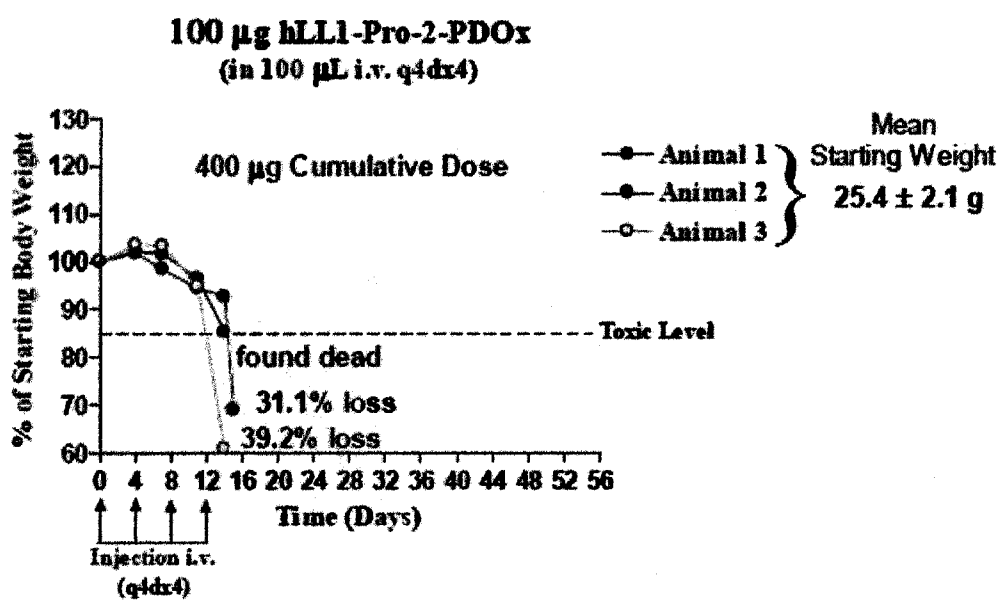 100 µg hLL1-Pro-2-PDOx
(in 100 µL i.v. q4dx4)
% of Starting Body Weight
130
120
110
100
90
80
70
60
400 µg Cumulative Dose
Animal 1
Animal 2
Animal 3
Mean
Starting Weight
25.4 ± 2.1 g
Toxic Level
found dead
31.1% loss
39.2% loss
0 4 8 12 16 20 24 28 32 36 40 44 48 52 56
Time (Days)
Injection i.v.
(q4dx4)